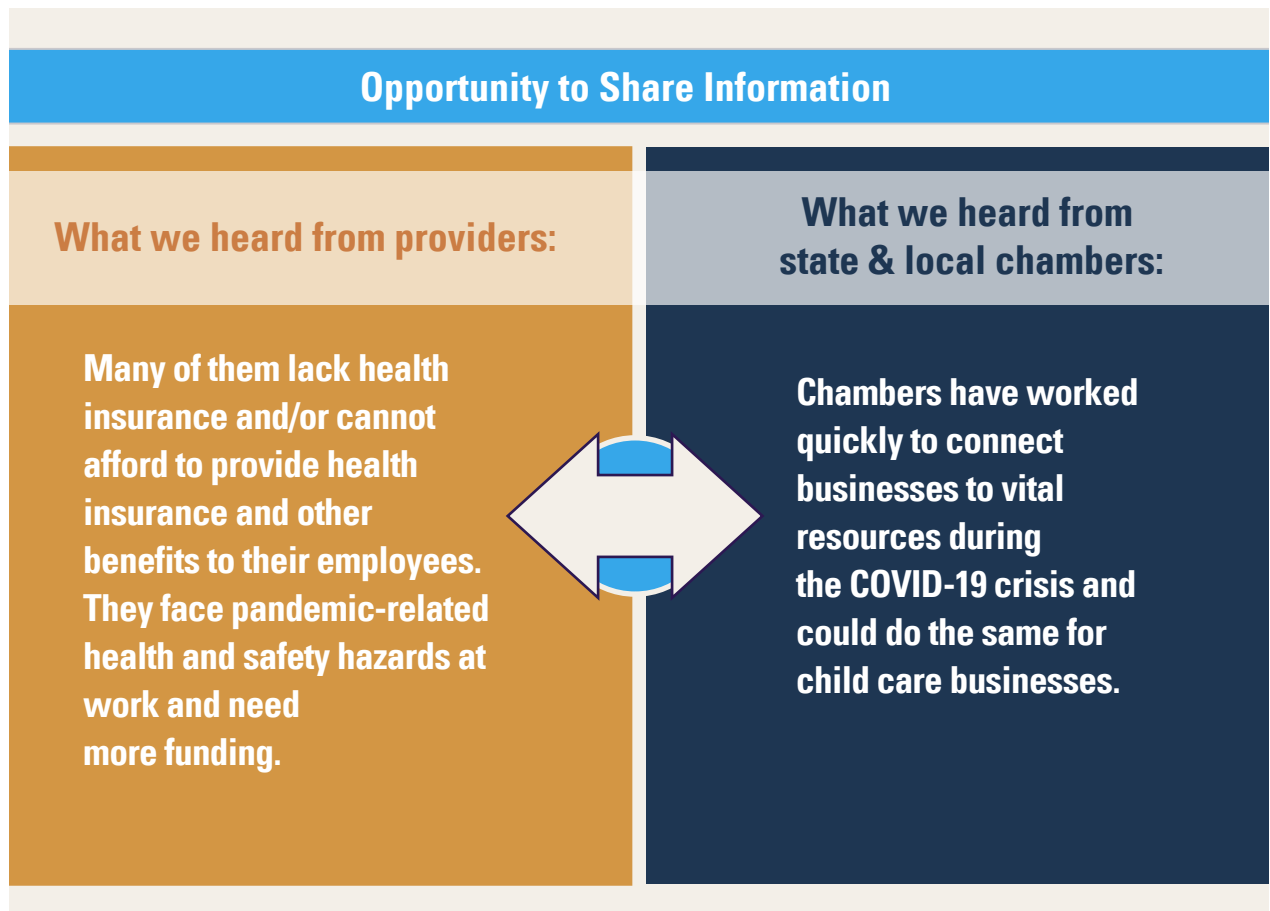 Opportunity to Share Information
What we heard from providers:
Many of them lack health
insurance and/or cannot
afford to provide health
insurance and other
benefits to their employees.
They face pandemic-related
health and safety hazards at
work and need
more funding.
What we heard from
state & local chambers:
Chambers have worked
quickly to connect
businesses to vital
resources during
the COVID-19 crisis and
could do the same for
child care businesses.